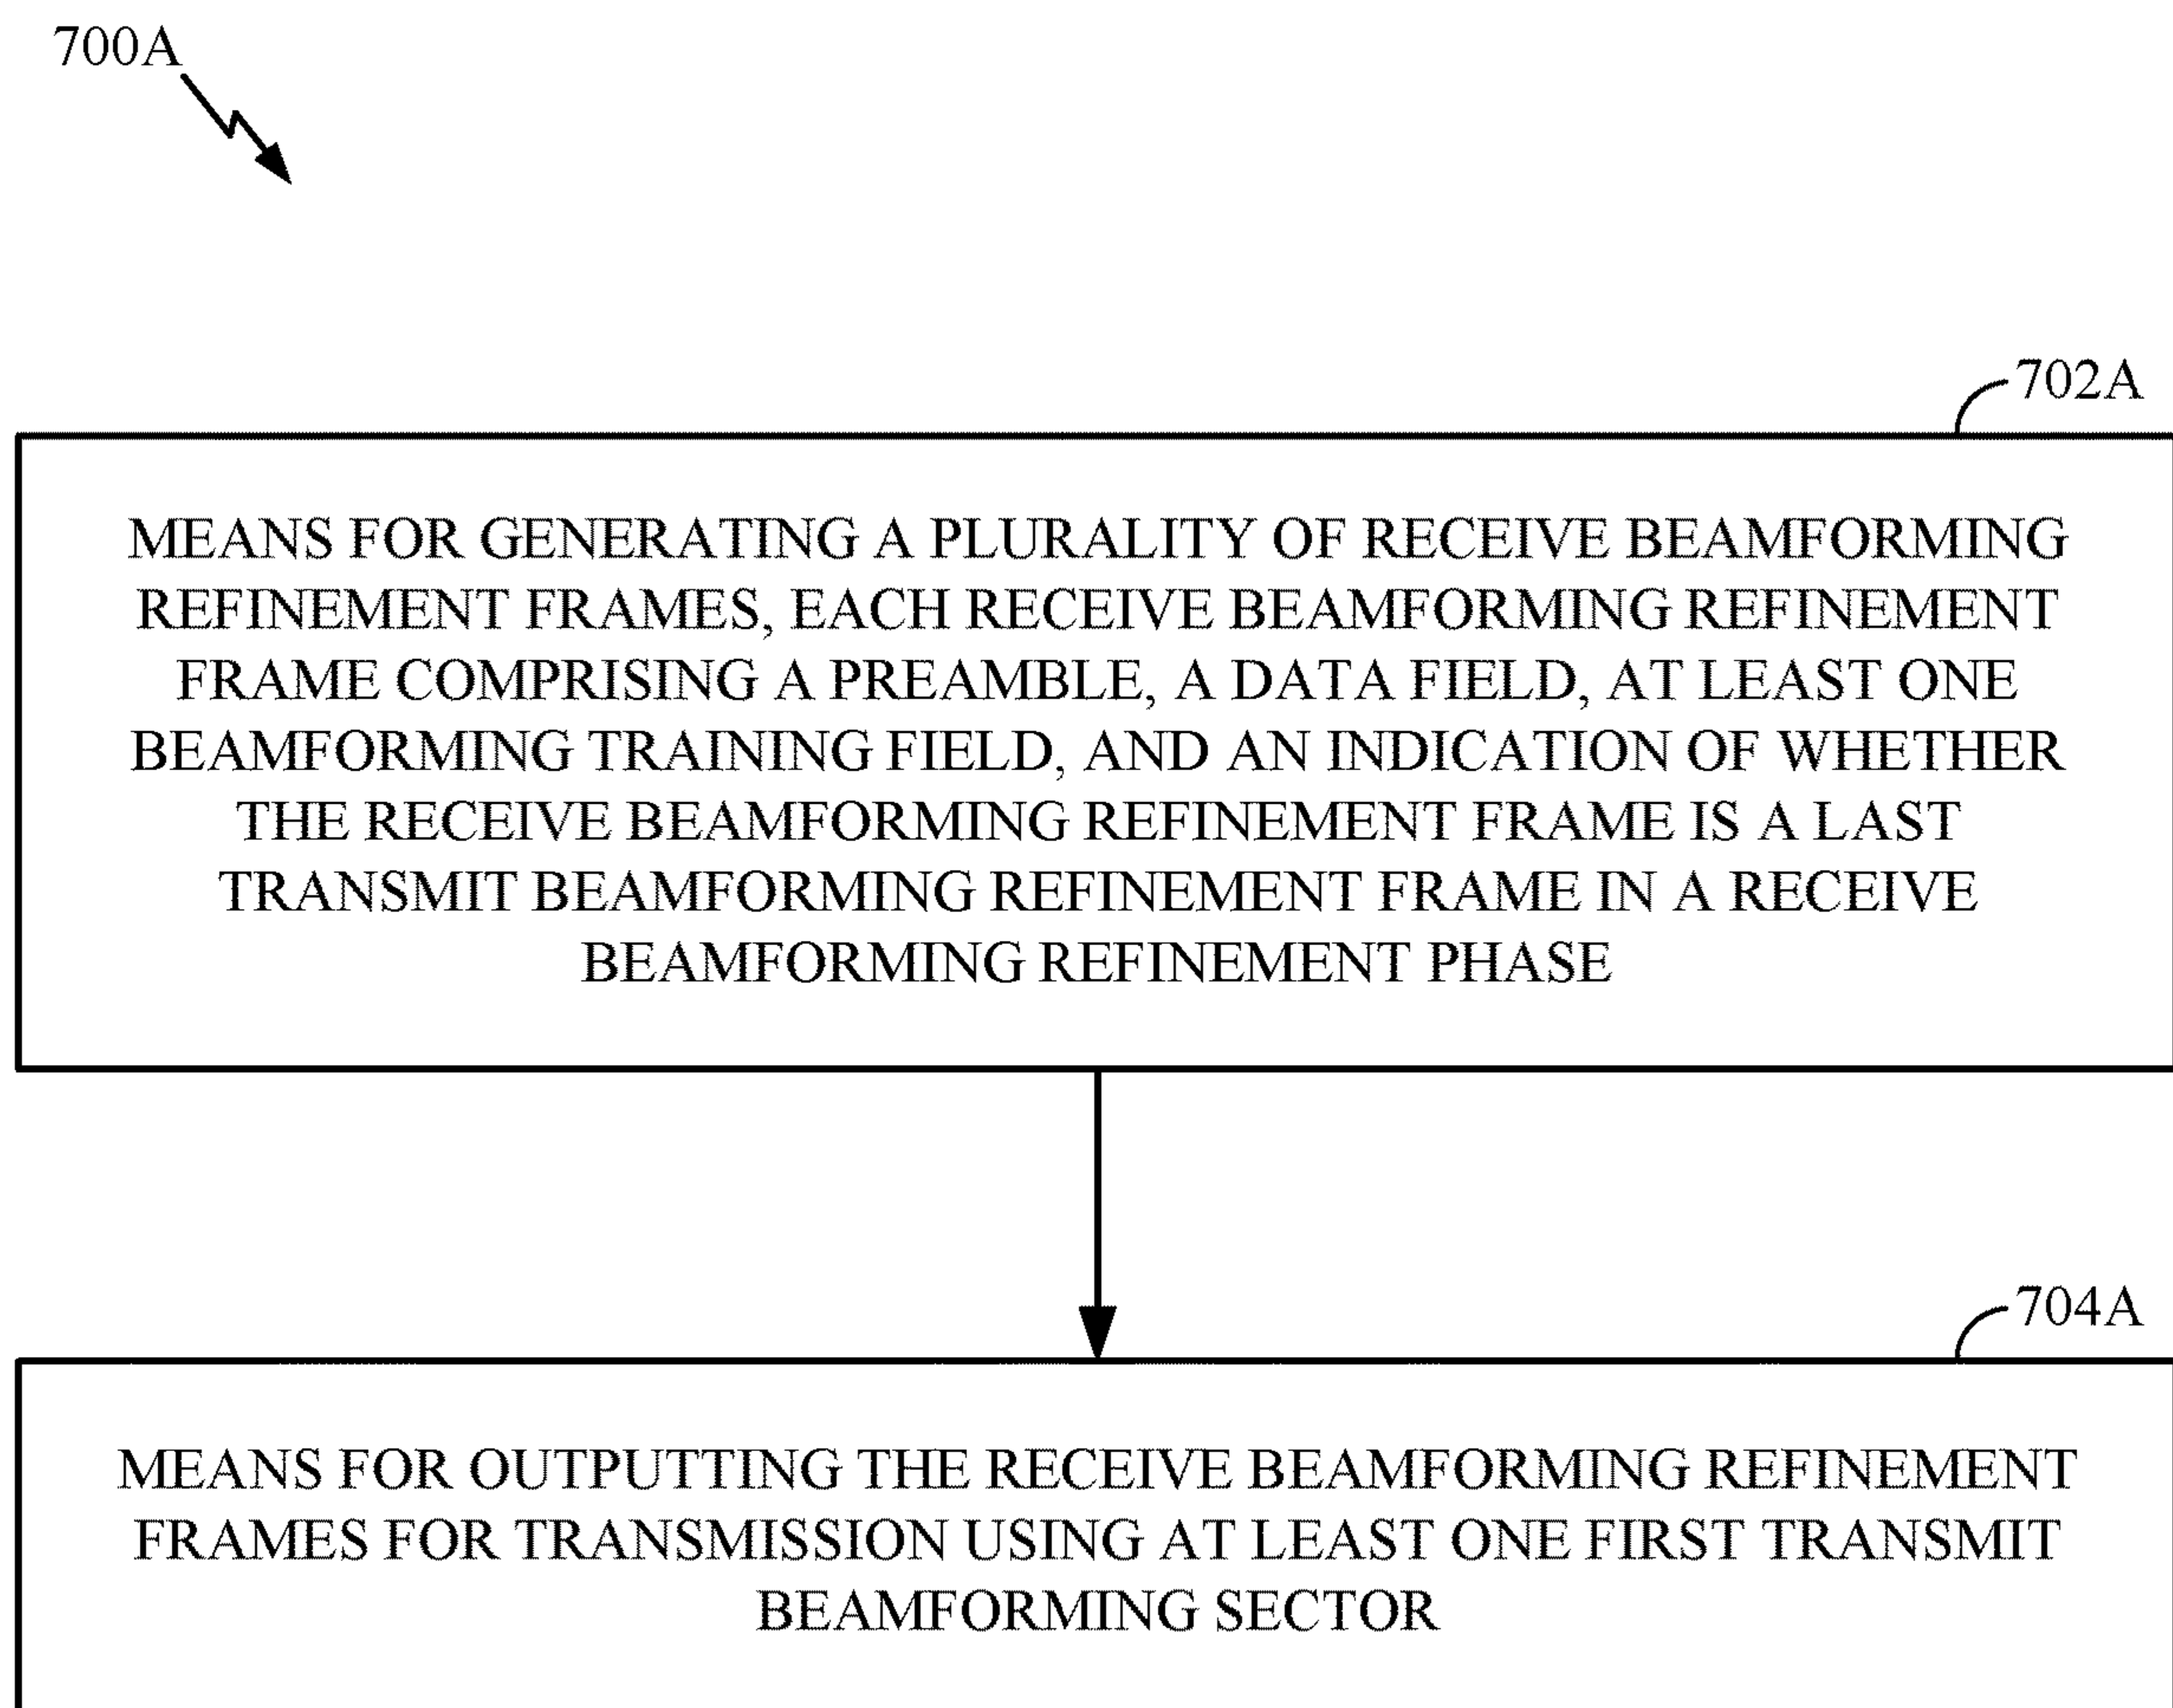 700A
702A
MEANS FOR GENERATING A PLURALITY OF RECEIVE BEAMFORMING
REFINEMENT FRAMES, EACH RECEIVE BEAMFORMING REFINEMENT
FRAME COMPRISING A PREAMBLE, A DATA FIELD, AT LEAST ONE
BEAMFORMING TRAINING FIELD, AND AN INDICATION OF WHETHER
THE RECEIVE BEAMFORMING REFINEMENT FRAME IS A LAST
TRANSMIT BEAMFORMING REFINEMENT FRAME IN A RECEIVE
BEAMFORMING REFINEMENT PHASE
704A
MEANS FOR OUTPUTTING THE RECEIVE BEAMFORMING REFINEMENT
FRAMES FOR TRANSMISSION USING AT LEAST ONE FIRST TRANSMIT
BEAMFORMING SECTOR